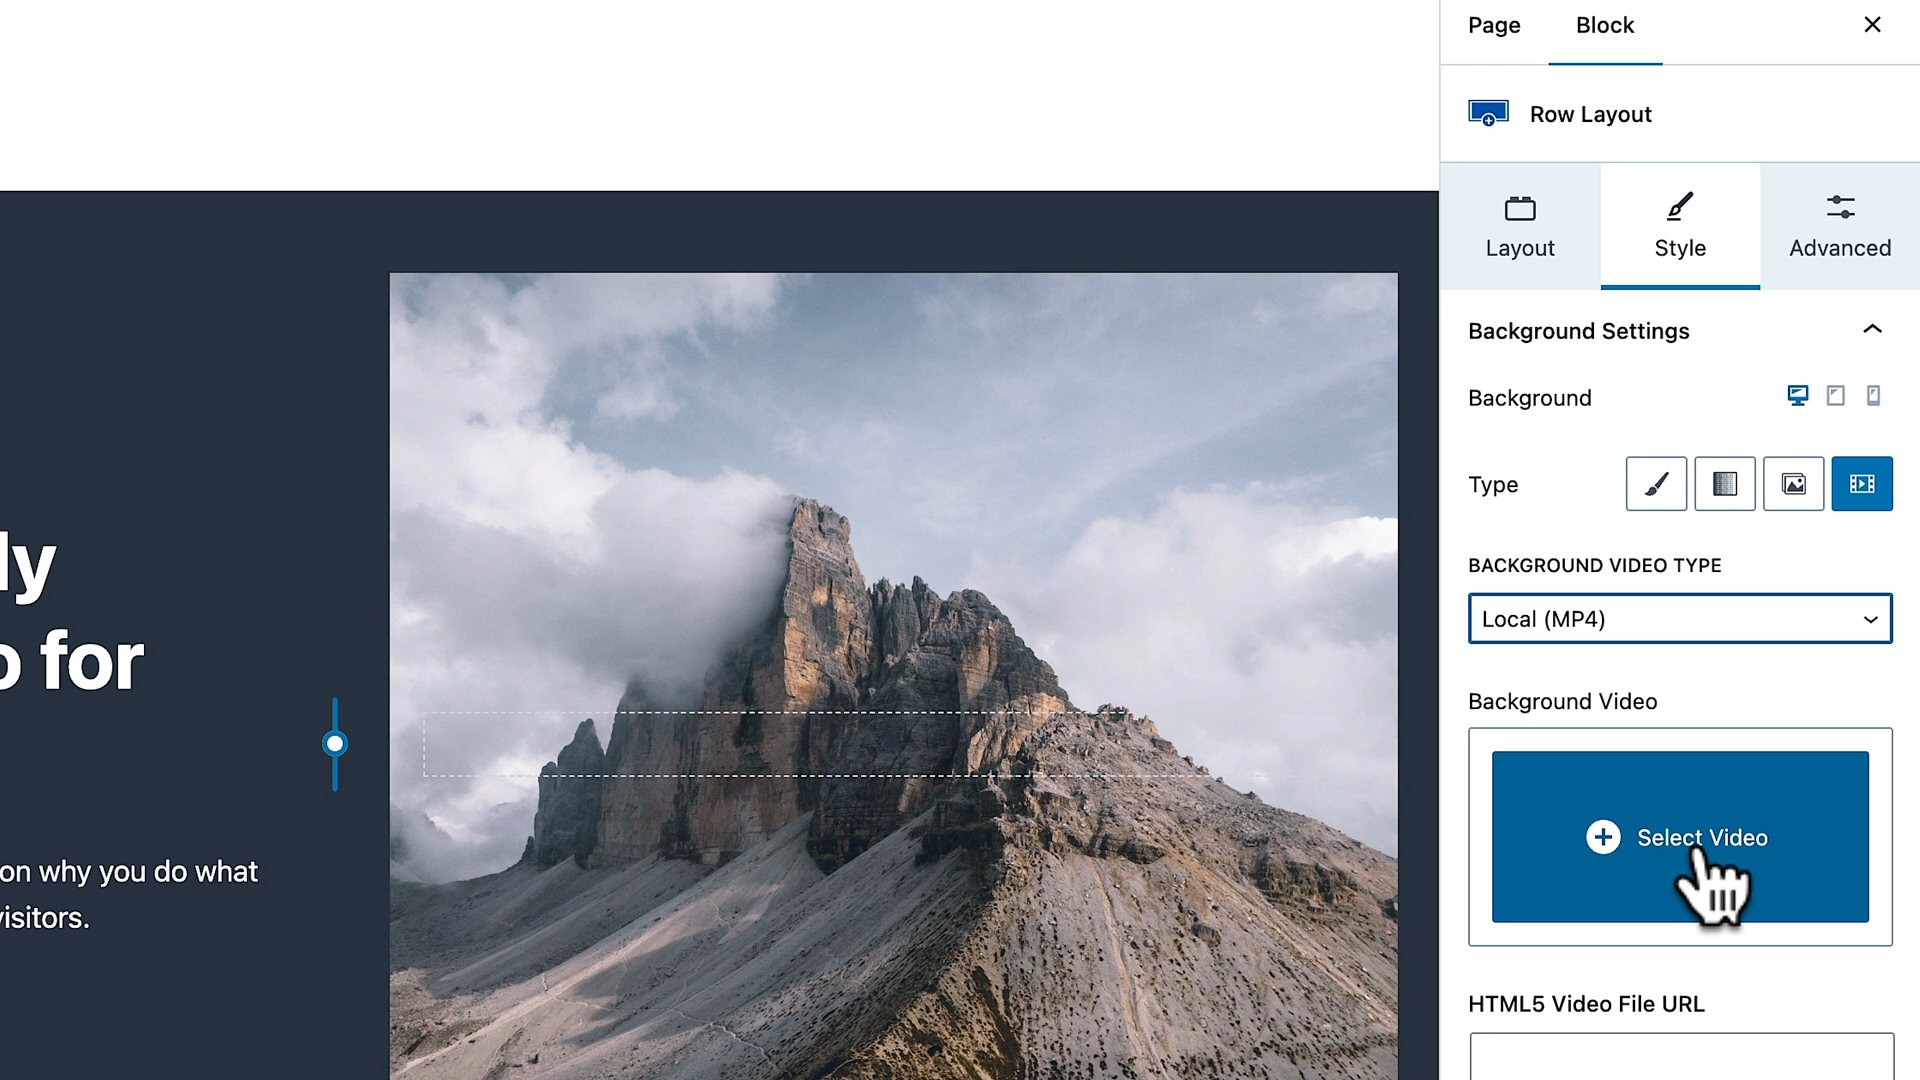 Page Block
Row Layout
Layout Style Advanced
Background Settings
Background
Type
BACKGROUND VIDEO TYPE
Local (MP4)
Background Video
Select Video
HTML5 Video File URL
ly
o for
on why you do what
visitors.